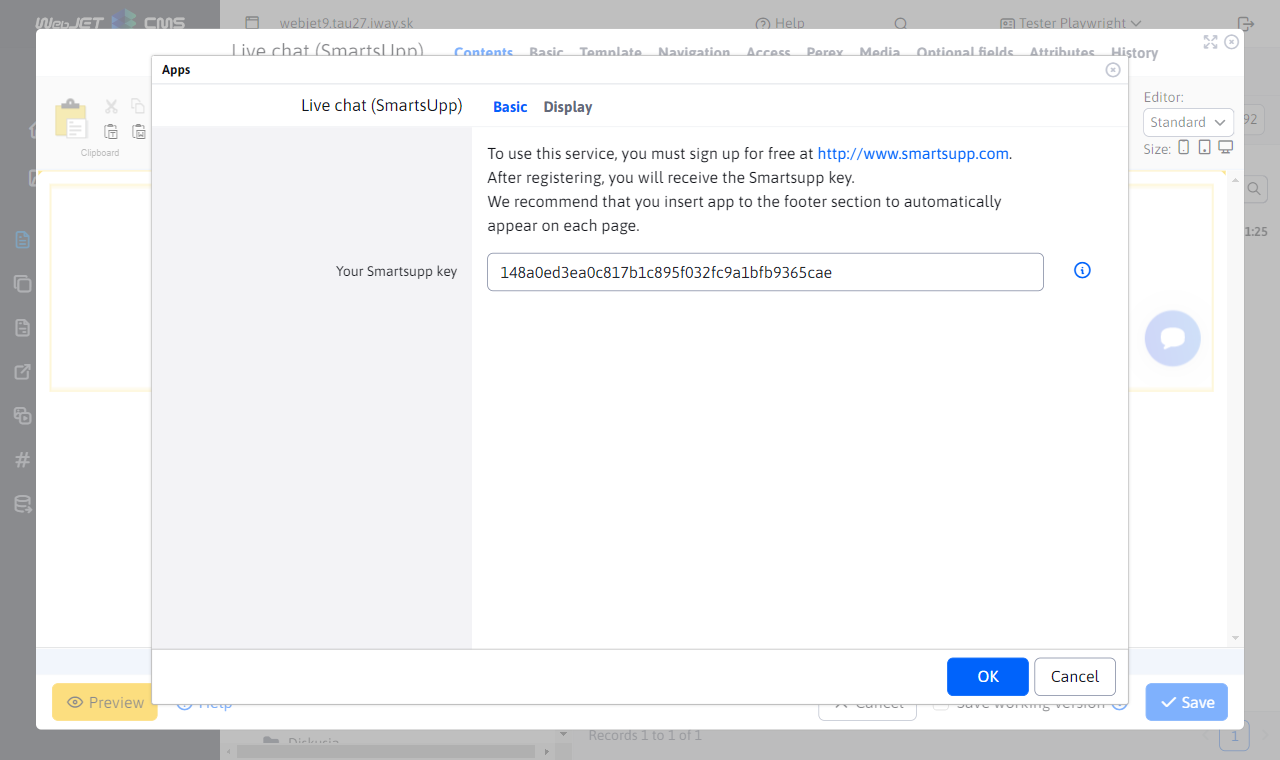 WebJET CMS
webjet9.tau27.iway.sk
Help
Tester Playwright
Live chat (SmartsUpp)
Contents
Basic
Template
Navigation
Access
Perex
Media
Optional fields
Attributes
History
Apps
Live chat (SmartsUpp)
Basic
Display
Clipboard
Editor:
Standard
Size:
92
1:25
To use this service, you must sign up for free at http://www.smartsupp.com.
After registering, you will receive the Smartsupp key.
We recommend that you insert app to the footer section to automatically
appear on each page.
Your Smartsupp key
148a0ed3ea0c817b1c895f032fc9a1bfb9365cae
OK
Cancel
Preview
Help
Cancel
Save working version
Save
Diskusia
Records 1 to 1 of 1
1